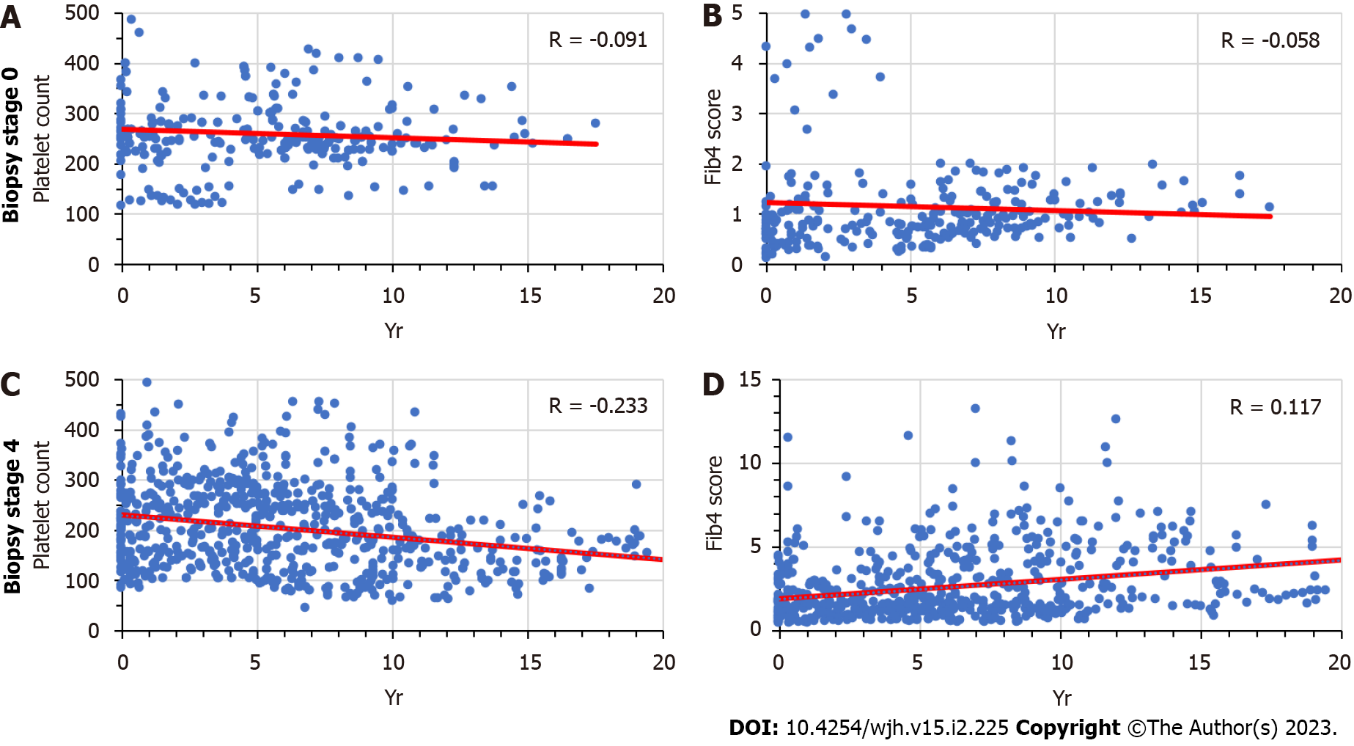 A
Biopsy stage 0
Platelet count
500
400
300
200
100
0
R = -0.091
0 5 10 15 20
Yr
B
Fib4 score
5
4
3
2
1
0
R = -0.058
0 5 10 15 20
Yr
C
Biopsy stage 4
Platelet count
500
400
300
200
100
0
R = -0.233
0 5 10 15 20
Yr
D
Fib4 score
15
10
5
0
R = 0.117
0 5 10 15 20
Yr
DOI: 10.4254/wjh.v15.i2.225 Copyright ©The Author(s) 2023.